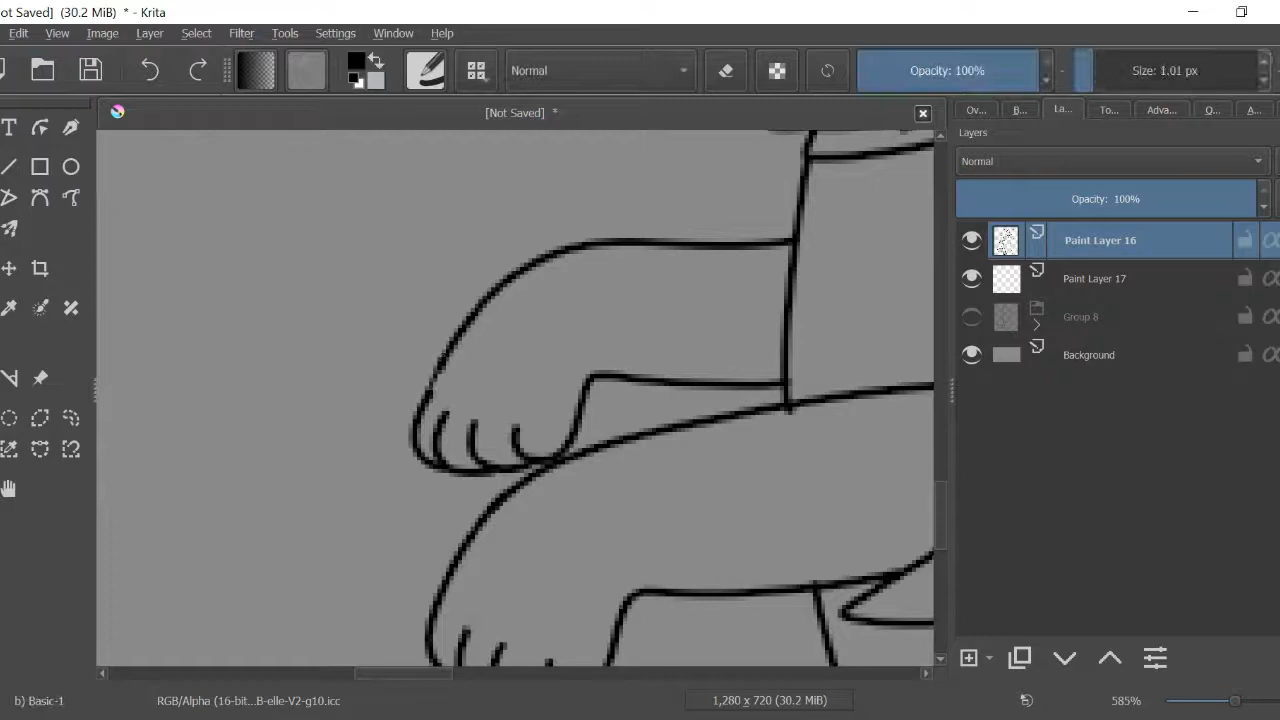 ot Saved] (30.2 MiB) * - Krita
Edit View Image Layer Select Filter Tools Settings Window Help
Normal
Opacity: 100%
Size: 1.01 px
[Not Saved] *
Ov... B... La... To... Adva... Q... A...
Layers
Normal
Opacity: 100%
Paint Layer 16
Paint Layer 17
Group 8
Background
b) Basic-1
RGB/Alpha (16-bit...B-elle-V2-g10.icc
1,280 x 720 (30.2 MiB)
585%